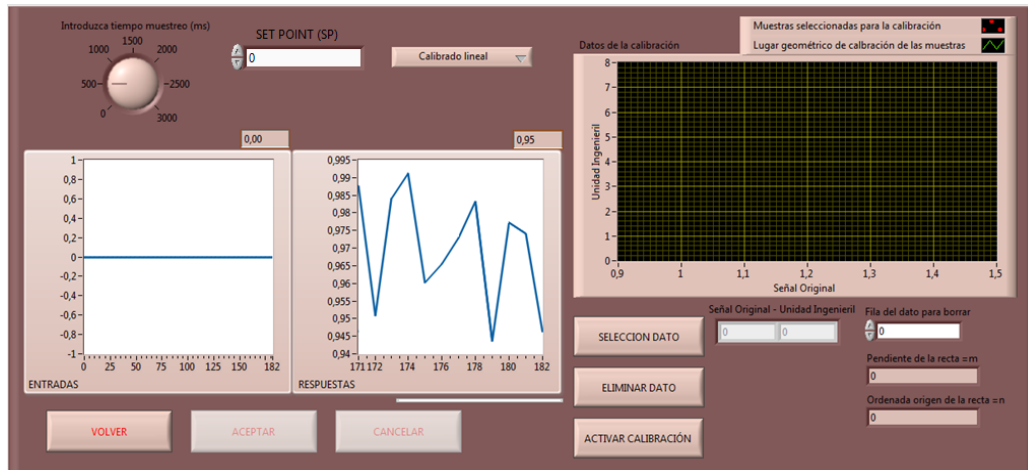 Introduzca tiempo muestreo (ms)
0
500
1000
1500
2000
2500
3000
SET POINT (SP)
0
Calibrado lineal
0,00
1
0,8
0,6
0,4
0,2
0
-0,2
-0,4
-0,6
-0,8
-1
0 25 50 75 100 125 150 182
ENTRADAS
0,95
0,995
0,99
0,985
0,98
0,975
0,97
0,965
0,96
0,955
0,95
0,945
0,94
171 172 174 176 178 180 182
RESPUESTAS
VOLVER
ACEPTAR
CANCELAR
Datos de la calibración
Muestras seleccionadas para la calibración
Lugar geométrico de calbración de las muestras
Unidad Ingenieril
8
7
6
5
4
3
2
1
0
0,9 1 1,1 1,2 1,3 1,4 1,5
Señal Original
SELECCION DATO
ELIMINAR DATO
ACTIVAR CALIBRACIÓN
Señal Original - Unidad Ingenieril
0 0
Fila del dato para borrar
0
Pendiente de la recta =m
0
Ordenada origen de la recta =n
0